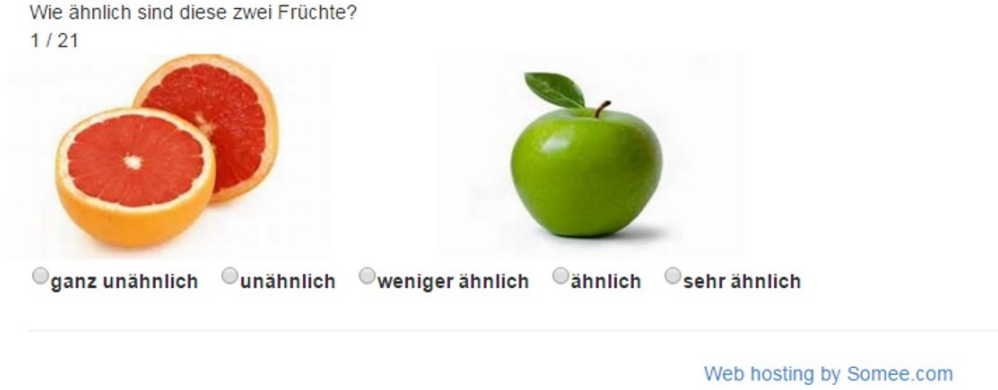 Wie ähnlich sind diese zwei Früchte?
1 / 21
ganz unähnlich unähnlich weniger ähnlich ähnlich sehr ähnlich
Web hosting by Somee.com